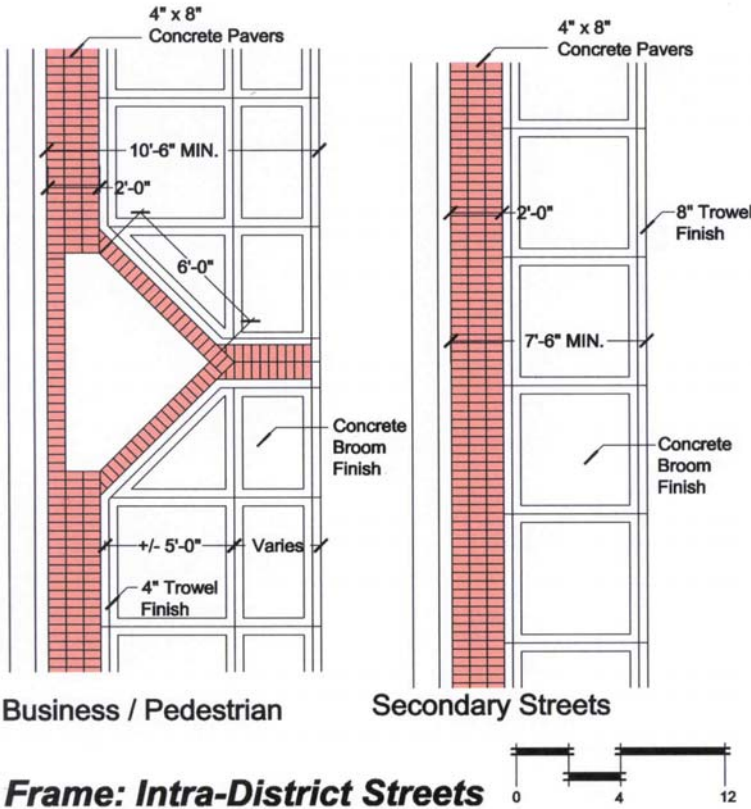 4" x 8"
Concrete Pavers
10'-6" MIN.
2'-0"
6'-0"
Concrete
Broom
Finish
+/- 5'-0"
Varies
4" Trowel
Finish
Business / Pedestrian
4" x 8"
Concrete Pavers
2'-0"
8" Trowel
Finish
7'-6" MIN.
Concrete
Broom
Finish
Secondary Streets
Frame: Intra-District Streets
0 4 12